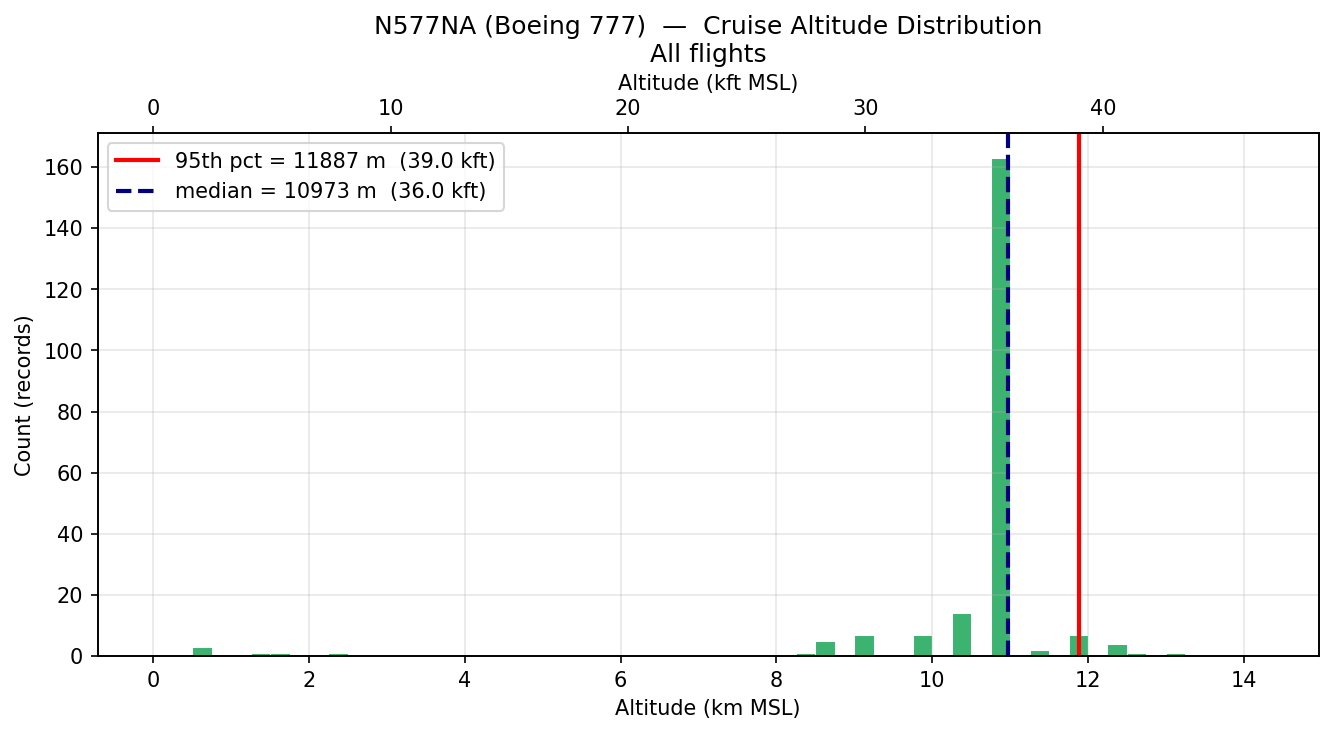 N577NA (Boeing 777)  —  Cruise Altitude Distribution
All flights
Altitude (kft MSL)
0 10 20 30 40
95th pct = 11887 m  (39.0 kft)
median = 10973 m  (36.0 kft)
160
140
120
100
80
60
40
20
0
Count (records)
0 2 4 6 8 10 12 14
Altitude (km MSL)